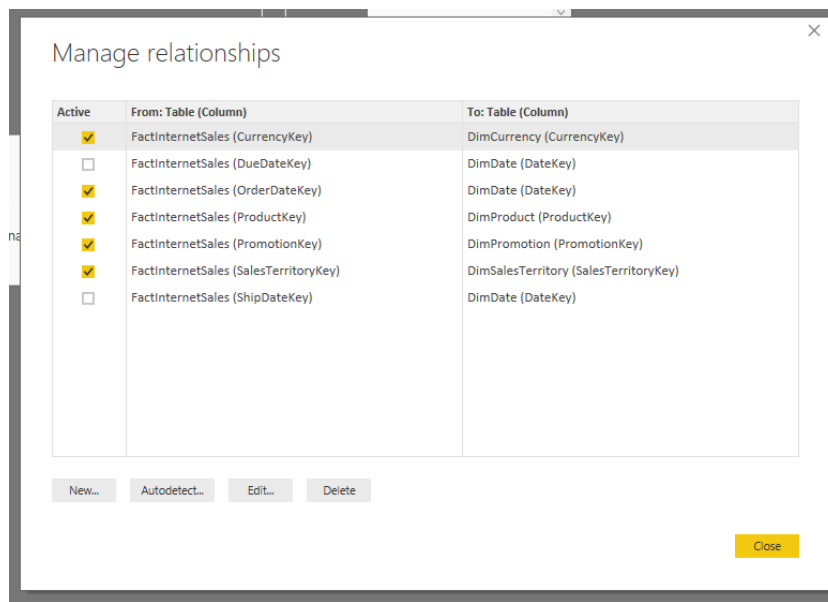 Manage relationships
Active From: Table (Column) To: Table (Column)
FactInternetSales (CurrencyKey) DimCurrency (CurrencyKey)
FactInternetSales (DueDateKey) DimDate (DateKey)
FactInternetSales (OrderDateKey) DimDate (DateKey)
FactInternetSales (ProductKey) DimProduct (ProductKey)
FactInternetSales (PromotionKey) DimPromotion (PromotionKey)
FactInternetSales (SalesTerritoryKey) DimSalesTerritory (SalesTerritoryKey)
FactInternetSales (ShipDateKey) DimDate (DateKey)
New... Autodetect... Edit... Delete
Close